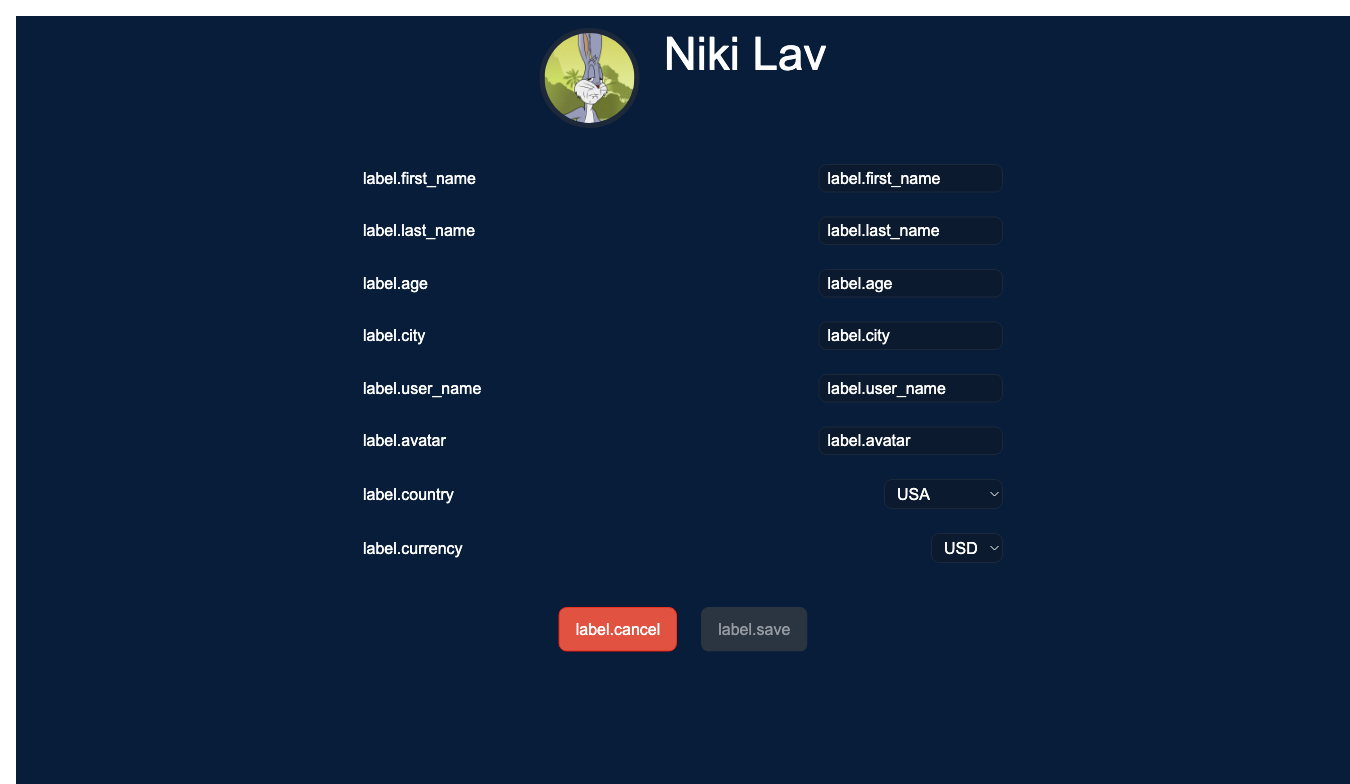 Niki Lav
label.first_name label.first_name
label.last_name label.last_name
label.age label.age
label.city label.city
label.user_name label.user_name
label.avatar label.avatar
label.country USA
label.currency USD
label.cancel label.save